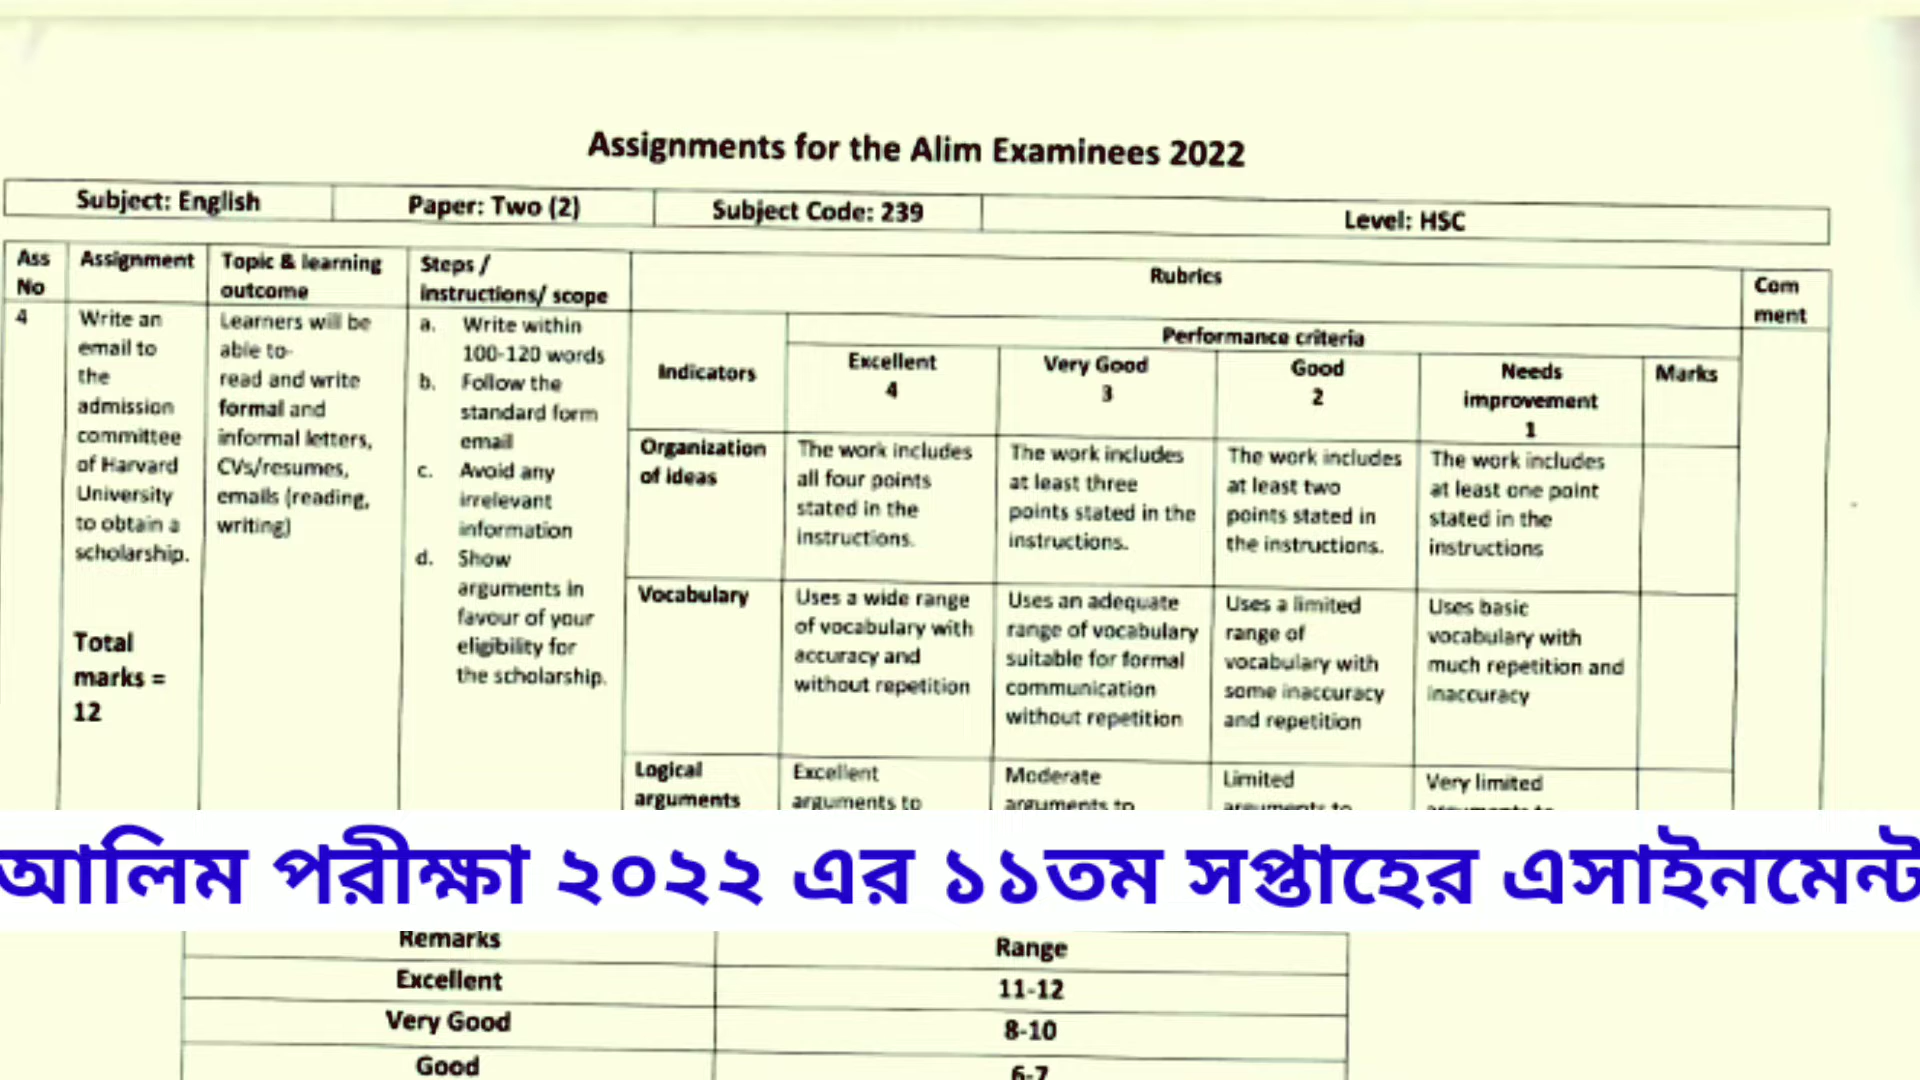 Assignments for the Alim Examinees 2022
Subject: English
Paper: Two (2)
Subject Code: 239
Level: HSC
Ass
No
Assignment
Topic & learning
outcome
Steps /
instructions/ scope
Rubrics
Com
ment
4
Write an
email to
the
admission
committee
of Harvard
University
to obtain a
scholarship.
Total
marks =
12
Learners will be
able to-
read and write
formal and
informal letters,
CVs/resumes,
emails (reading,
writing)
a. Write within
100-120 words
b. Follow the
standard form
email
c. Avoid any
irrelevant
information
d. Show
arguments in
favour of your
eligibility for
the scholarship.
Indicators
Performance criteria
Excellent
4
Very Good
3
Good
2
Needs
improvement
1
Marks
Organization
of ideas
The work includes
all four points
stated in the
instructions.
The work includes
at least three
points stated in the
instructions.
The work includes
at least two
points stated in
the instructions.
The work includes
at least one point
stated in the
instructions
Vocabulary
Uses a wide range
of vocabulary with
accuracy and
without repetition
Uses an adequate
range of vocabulary
suitable for formal
communication
without repetition
Uses a limited
range of
vocabulary with
some inaccuracy
and repetition
Uses basic
vocabulary with
much repetition and
inaccuracy
Logical
arguments
Excellent
arguments to
Moderate
arguments to
Limited
arguments to
Very limited
arguments to
আলিম পরীক্ষা ২০২২ এর ১১তম সপ্তাহের এসাইনমেন্ট
Remarks
Range
Excellent
11-12
Very Good
8-10
Good
6-7